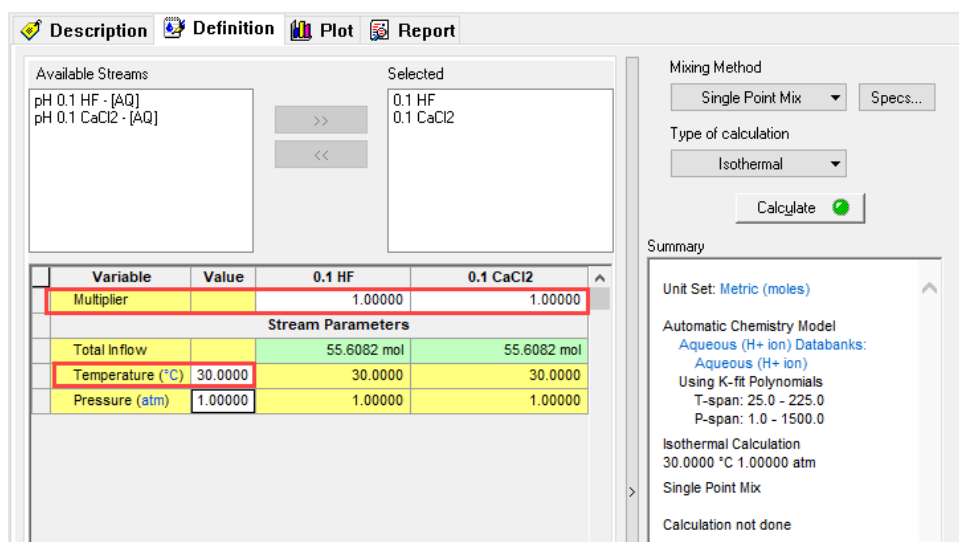 Description Definition Plot Report
Available Streams
pH 0.1 HF - [AQ]
pH 0.1 CaCl2 - [AQ]
>>
<<
Selected
0.1 HF
0.1 CaCl2
Variable Value 0.1 HF 0.1 CaCl2
Multiplier 1.00000 1.00000
Stream Parameters
Total Inflow 55.6082 mol 55.6082 mol
Temperature (°C) 30.0000 30.0000 30.0000
Pressure (atm) 1.00000 1.00000 1.00000
>
Mixing Method
Single Point Mix Specs...
Type of calculation
Isothermal
Calculate
Summary
Unit Set: Metric (moles)
Automatic Chemistry Model
Aqueous (H+ ion) Databanks:
Aqueous (H+ ion)
Using K-fit Polynomials
T-span: 25.0 - 225.0
P-span: 1.0 - 1500.0
Isothermal Calculation
30.0000 °C 1.00000 atm
Single Point Mix
Calculation not done